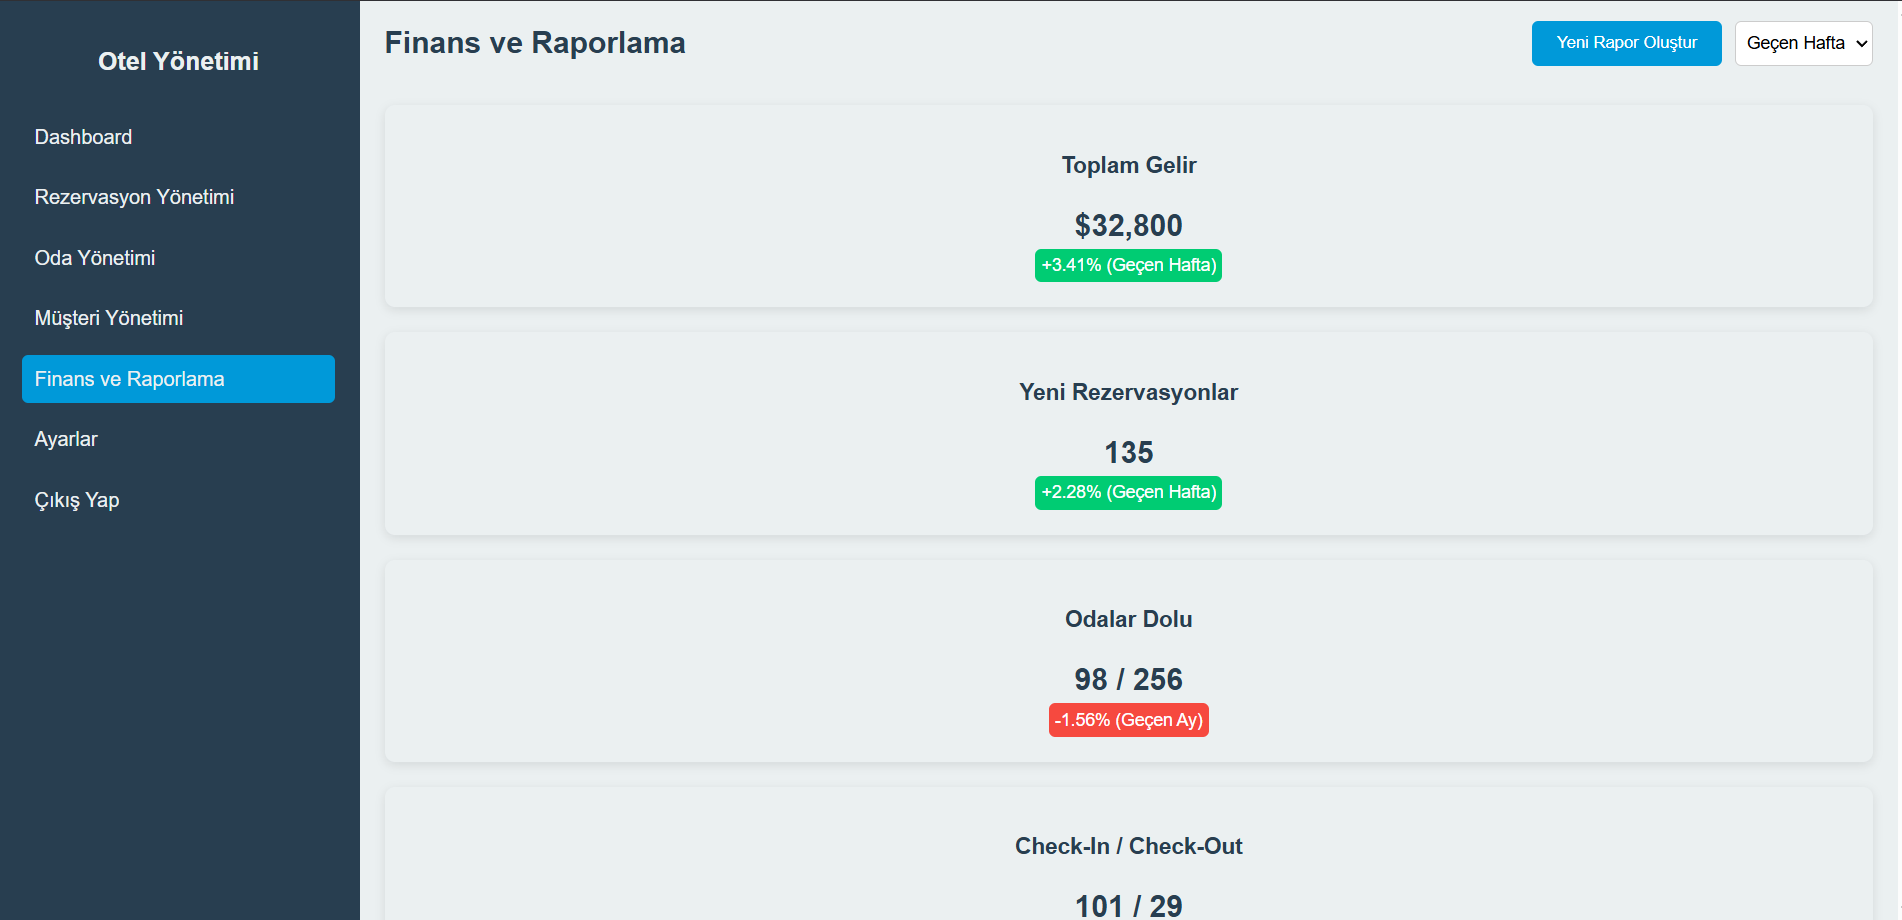 Otel Yönetimi
Dashboard
Rezervasyon Yönetimi
Oda Yönetimi
Müşteri Yönetimi
Finans ve Raporlama
Ayarlar
Çıkış Yap
Finans ve Raporlama
Yeni Rapor Oluştur
Geçen Hafta
Toplam Gelir
$32,800
+3.41% (Geçen Hafta)
Yeni Rezervasyonlar
135
+2.28% (Geçen Hafta)
Odalar Dolu
98 / 256
-1.56% (Geçen Ay)
Check-In / Check-Out
101 / 29